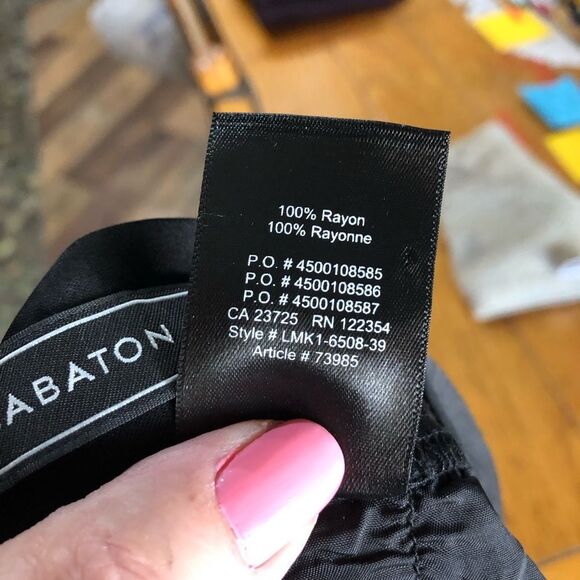 100% Rayon
100% Rayonne
P.O. # 4500108585
P.O. # 4500108586
P.O. # 4500108587
CA 23725 RN 122354
Style # LMK1-6508-39
Article # 73985
ABATON